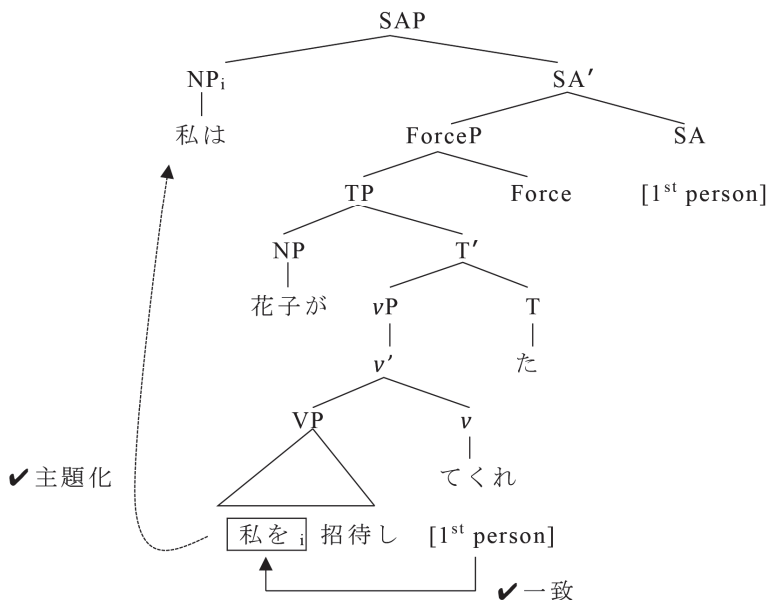 SAP
NPᵢ SA′
私は ForceP SA
TP Force [1ˢᵗ person]
NP T′
花子が vP T
v′ た
VP v
✔主題化 てくれ
私をᵢ 招待し [1ˢᵗ person]
✔一致